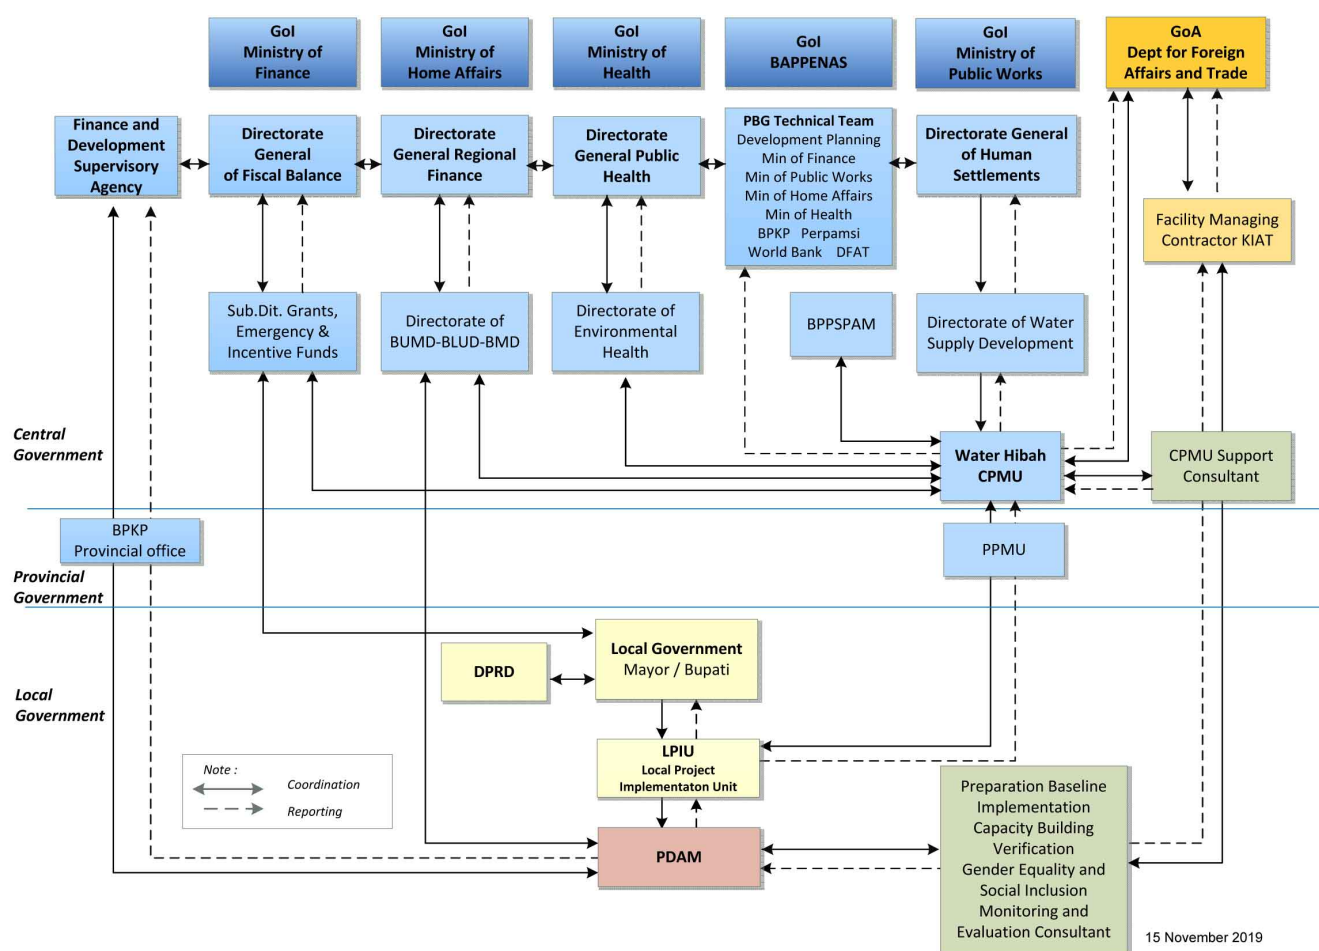 GoI
Ministry of
Finance
GoI
Ministry of
Home Affairs
GoI
Ministry of
Health
GoI
BAPPENAS
GoI
Ministry of
Public Works
GoA
Dept for Foreign
Affairs and Trade
Finance and
Development
Supervisory
Agency
Directorate
General
of Fiscal Balance
Directorate
General Regional
Finance
Directorate
General Public
Health
PBG Technical Team
Development Planning
Min of Finance
Min of Public Works
Min of Home Affairs
Min of Health
BPKP Perpamsi
World Bank DFAT
Directorate General
of Human
Settlements
Facility Managing
Contractor KIAT
Sub.Dit. Grants,
Emergency &
Incentive Funds
Directorate of
BUMD-BLUD-BMD
Directorate of
Environmental
Health
BPPSPAM
Directorate of Water
Supply Development
Central
Government
Water Hibah
CPMU
CPMU Support
Consultant
BPKP
Provincial office
PPMU
Provincial
Government
DPRD
Local Government
Mayor / Bupati
Local
Government
LPIU
Local Project
Implementaton Unit
Note :
Coordination
Reporting
PDAM
Preparation Baseline
Implementation
Capacity Building
Verification
Gender Equality and
Social Inclusion
Monitoring and
Evaluation Consultant
15 November 2019